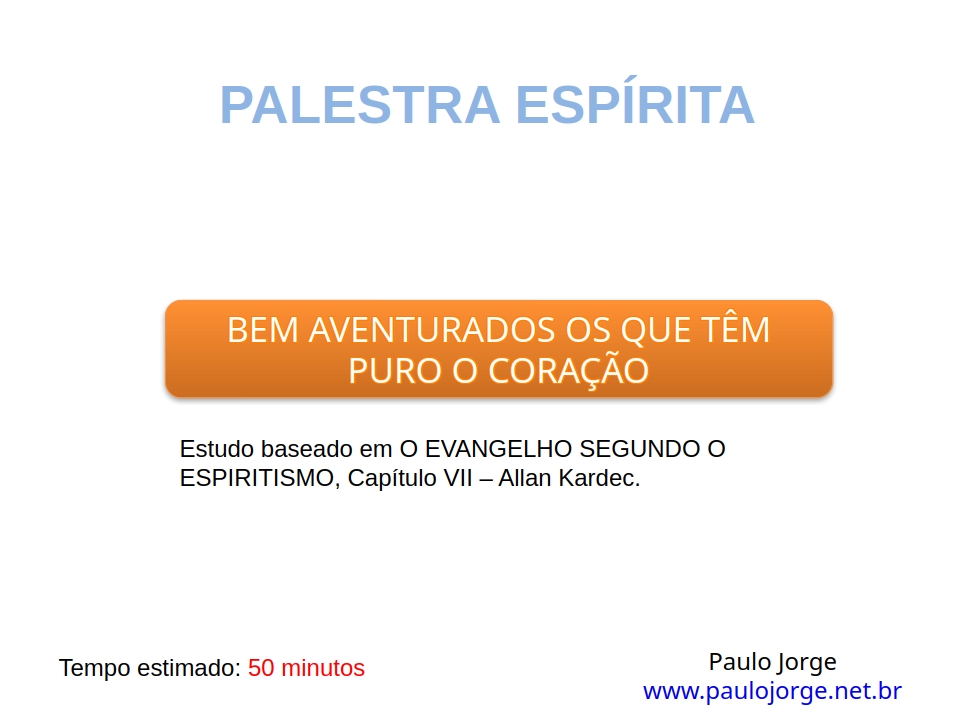 PALESTRA ESPÍRITA
BEM AVENTURADOS OS QUE TÊM
PURO O CORAÇÃO
Estudo baseado em O EVANGELHO SEGUNDO O
ESPIRITISMO, Capítulo VII – Allan Kardec.
Tempo estimado: 50 minutos
Paulo Jorge
www.paulojorge.net.br